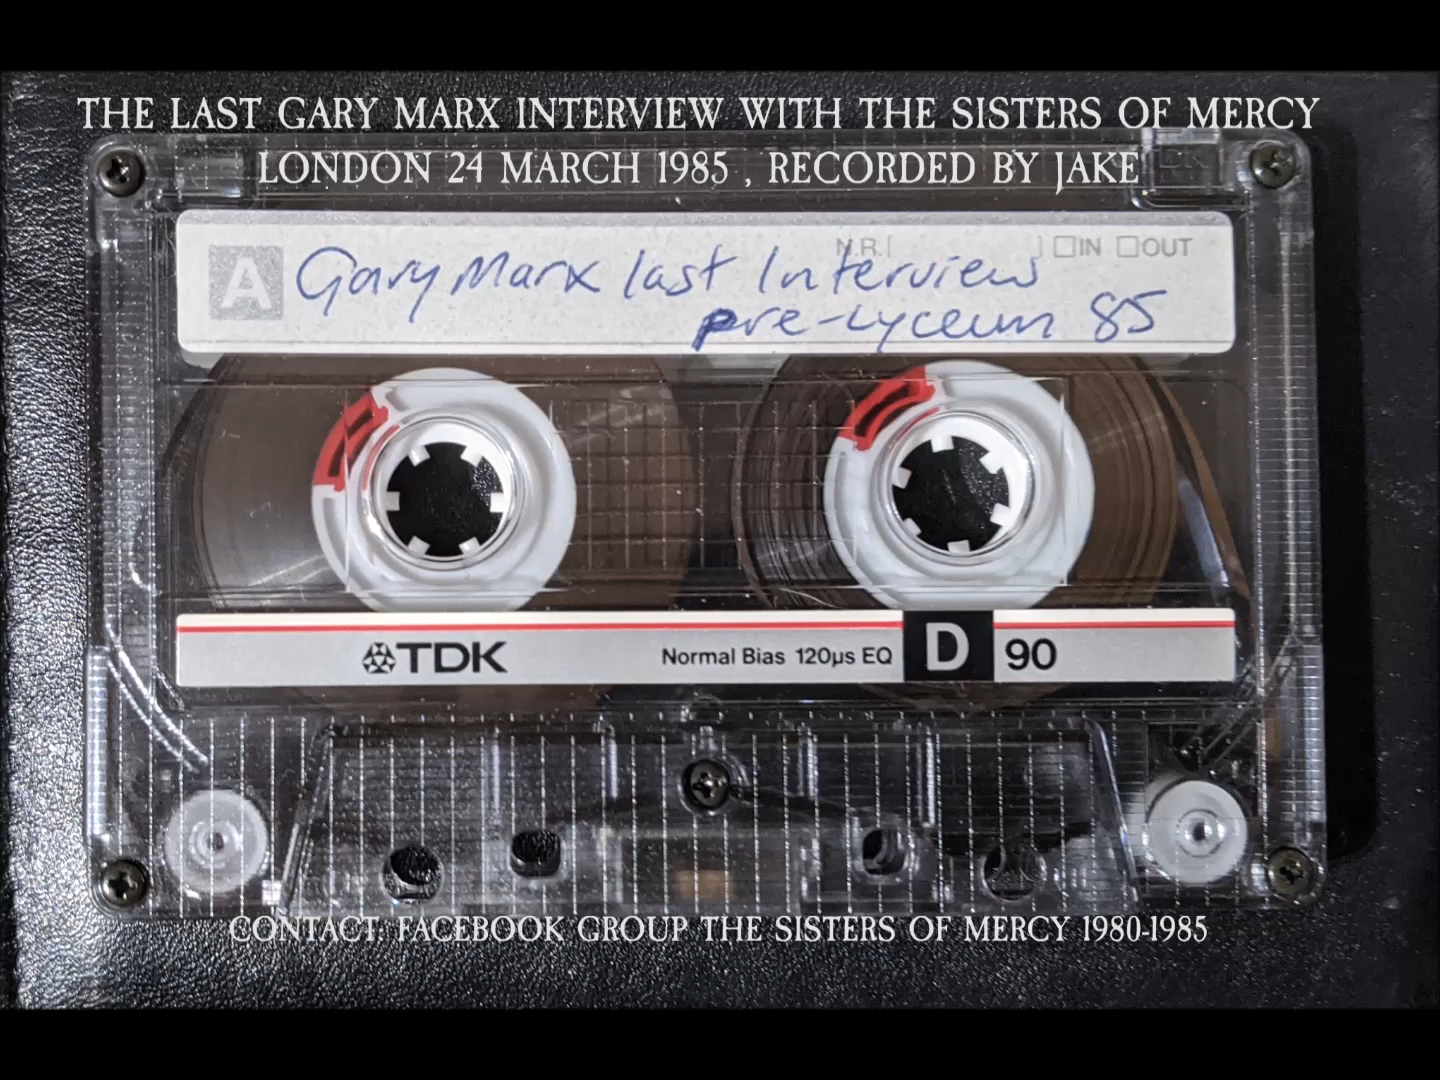 THE LAST GARY MARX INTERVIEW WITH THE SISTERS OF MERCY
LONDON 24 MARCH 1985 , RECORDED BY JAKE
N.R.[ ] IN OUT
A Gary Marx last Interview
pre-Lyceum 85
TDK Normal Bias 120µs EQ D 90
CONTACT: FACEBOOK GROUP THE SISTERS OF MERCY 1980-1985